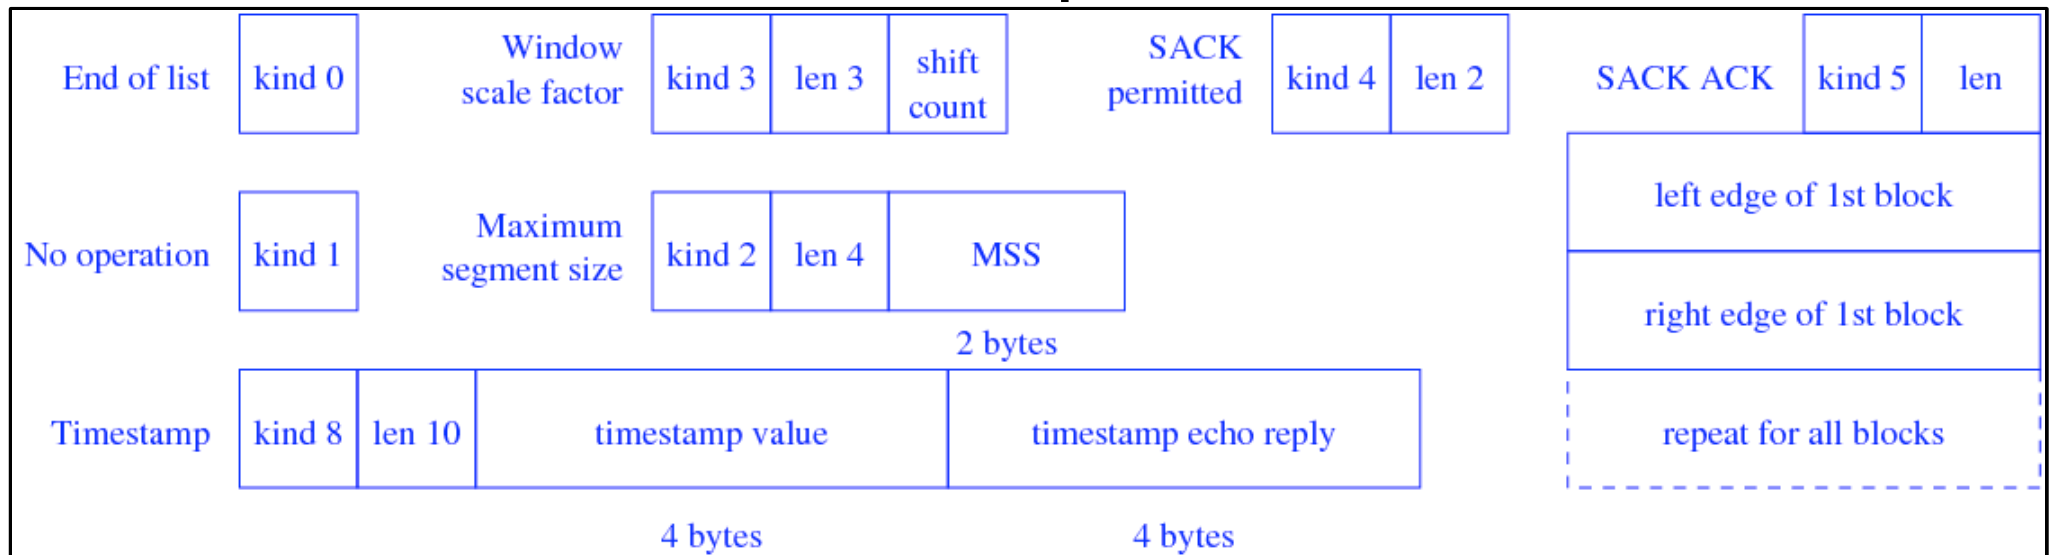 End of list
kind 0
Window
scale factor
kind 3
len 3
shift
count
SACK
permitted
kind 4
len 2
SACK ACK
kind 5
len
left edge of 1st block
right edge of 1st block
repeat for all blocks
No operation
kind 1
Maximum
segment size
kind 2
len 4
MSS
2 bytes
Timestamp
kind 8
len 10
timestamp value
timestamp echo reply
4 bytes
4 bytes